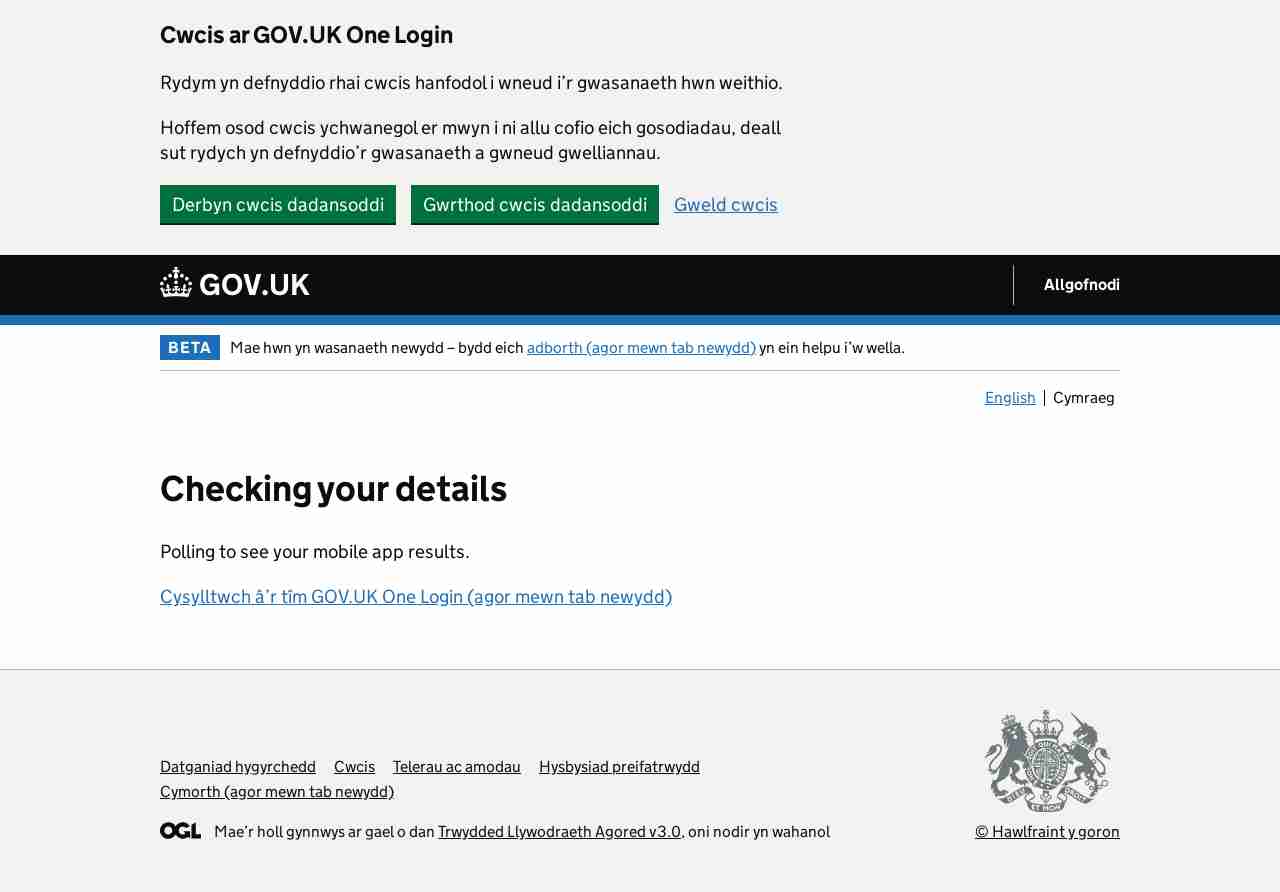 Cwcis ar GOV.UK One Login
Rydym yn defnyddio rhai cwcis hanfodol i wneud i’r gwasanaeth hwn weithio.
Hoffem osod cwcis ychwanegol er mwyn i ni allu cofio eich gosodiadau, deall
sut rydych yn defnyddio’r gwasanaeth a gwneud gwelliannau.
Derbyn cwcis dadansoddi Gwrthod cwcis dadansoddi Gweld cwcis
GOV.UK Allgofnodi
BETA Mae hwn yn wasanaeth newydd – bydd eich adborth (agor mewn tab newydd) yn ein helpu i’w wella.
English Cymraeg
Checking your details
Polling to see your mobile app results.
Cysylltwch â’r tîm GOV.UK One Login (agor mewn tab newydd)
Datganiad hygyrchedd Cwcis Telerau ac amodau Hysbysiad preifatrwydd
Cymorth (agor mewn tab newydd)
OGL Mae’r holl gynnwys ar gael o dan Trwydded Llywodraeth Agored v3.0, oni nodir yn wahanol
© Hawlfraint y goron